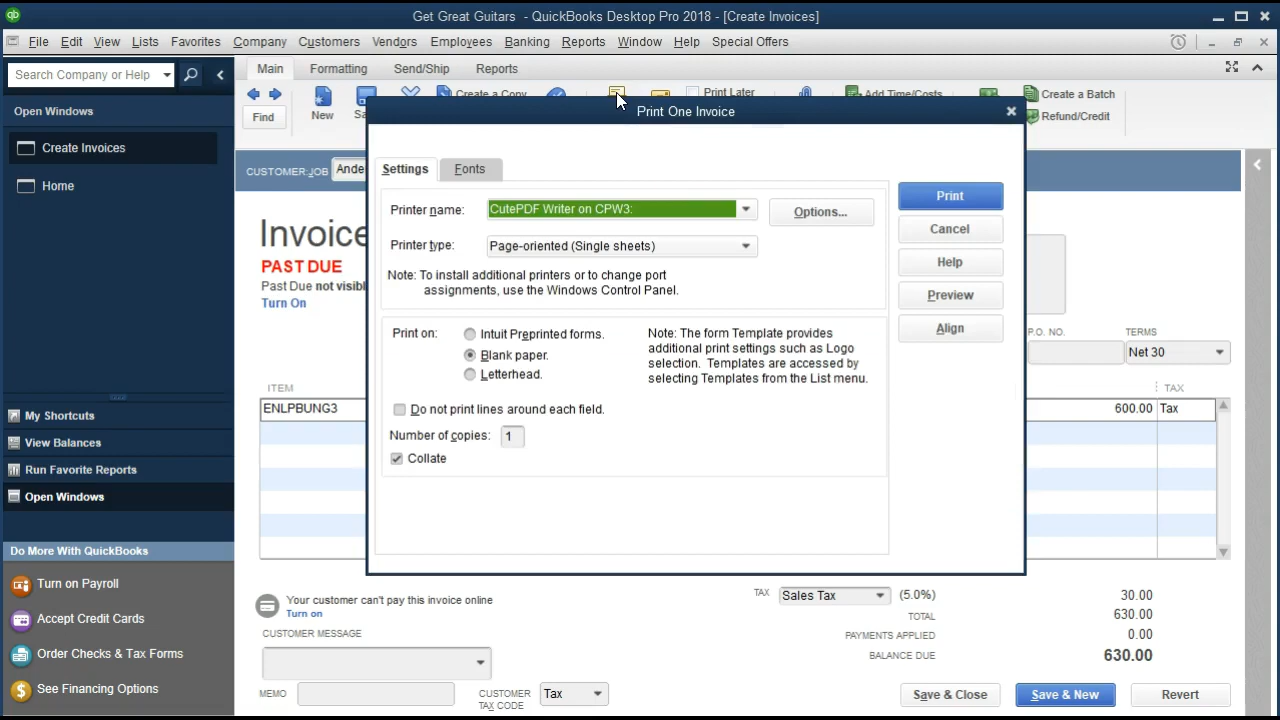 Get Great Guitars - QuickBooks Desktop Pro 2018 - [Create Invoices]
File Edit View Lists Favorites Company Customers Vendors Employees Banking Reports Window Help Special Offers
Search Company or Help
Main Formatting Send/Ship Reports
Open Windows
Create Invoices
Home
My Shortcuts
View Balances
Run Favorite Reports
Open Windows
Do More With QuickBooks
Turn on Payroll
Accept Credit Cards
Order Checks & Tax Forms
See Financing Options
Find
New
Create a Copy
Print Later
Add Time/Costs
Create a Batch
Refund/Credit
CUSTOMER:JOB
Invoice
PAST DUE
Past Due not
Turn On
P.O. NO. TERMS
Net 30
ITEM TAX
ENLPBUNG3 600.00 Tax
Print One Invoice
Settings Fonts
Printer name: CutePDF Writer on CPW3: Options...
Printer type: Page-oriented (Single sheets)
Note: To install additional printers or to change port
assignments, use the Windows Control Panel.
Print on: Intuit Preprinted forms.
Blank paper.
Letterhead.
Note: The form Template provides
additional print settings such as Logo
selection. Templates are accessed by
selecting Templates from the List menu.
Do not print lines around each field.
Number of copies: 1
Collate
Print
Cancel
Help
Preview
Align
Your customer can't pay this invoice online
Turn on
CUSTOMER MESSAGE
MEMO
CUSTOMER
TAX CODE
Tax
TAX Sales Tax (5.0%) 30.00
TOTAL 630.00
PAYMENTS APPLIED 0.00
BALANCE DUE 630.00
Save & Close Save & New Revert